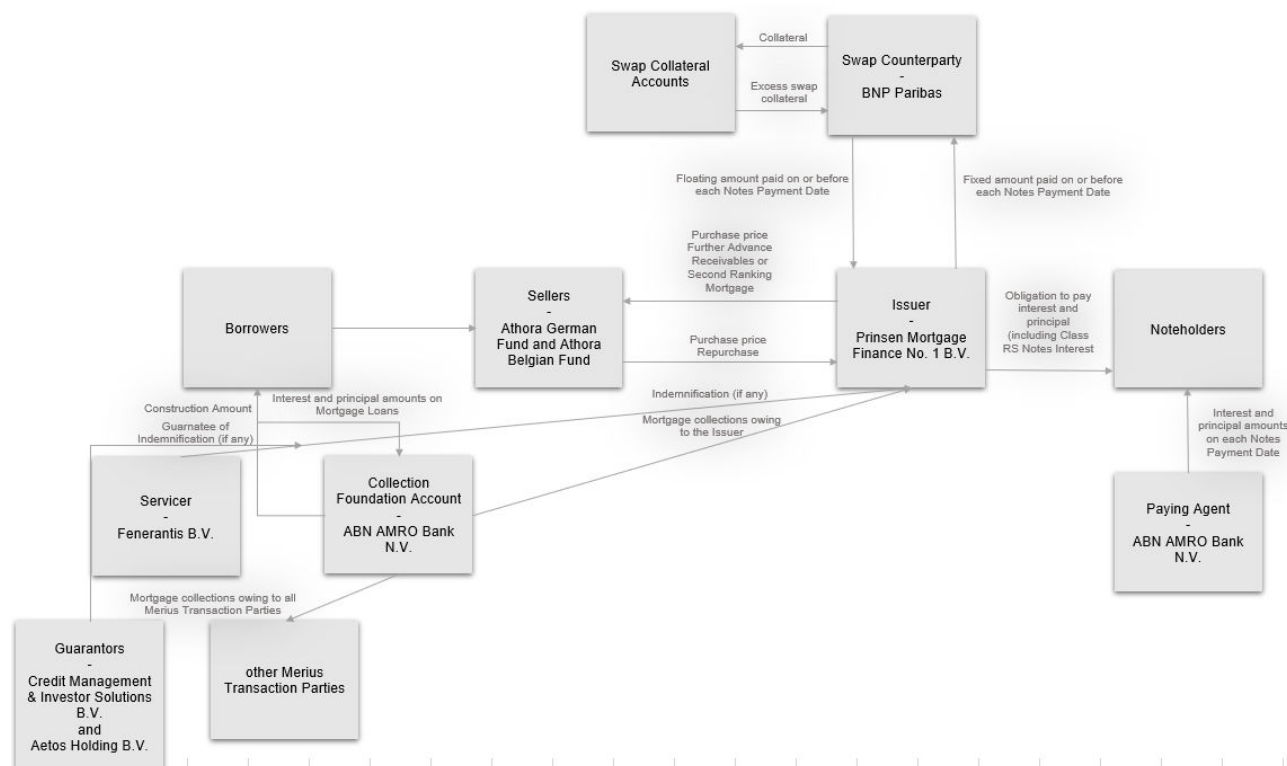 Collateral
Swap Collateral
Accounts
Excess swap
collateral
Swap Counterparty
-
BNP Paribas
Floating amount paid on or before
each Notes Payment Date
Fixed amount paid on or before
each Notes Payment Date
Purchase price
Further Advance
Receivables or
Second Ranking
Mortgage
Borrowers
Sellers
-
Athora German
Fund and Athora
Belgian Fund
Purchase price
Repurchase
Issuer
-
Prinsen Mortgage
Finance No. 1 B.V.
Obligation to pay
interest and
principal
(including Class
RS Notes Interest
Noteholders
Construction Amount
Interest and principal amounts on
Mortgage Loans
Guarnatee of
Indemnification (if any)
Indemnification (if any)
Mortgage collections owing
to the Issuer
Interest and
principal amounts
on each Notes
Payment Date
Servicer
-
Fenerantis B.V.
Collection
Foundation Account
-
ABN AMRO Bank
N.V.
Paying Agent
-
ABN AMRO Bank
N.V.
Mortgage collections owing to all
Merius Transaction Parties
Guarantors
-
Credit Management
& Investor Solutions
B.V.
and
Aetos Holding B.V.
other Merius
Transaction Parties